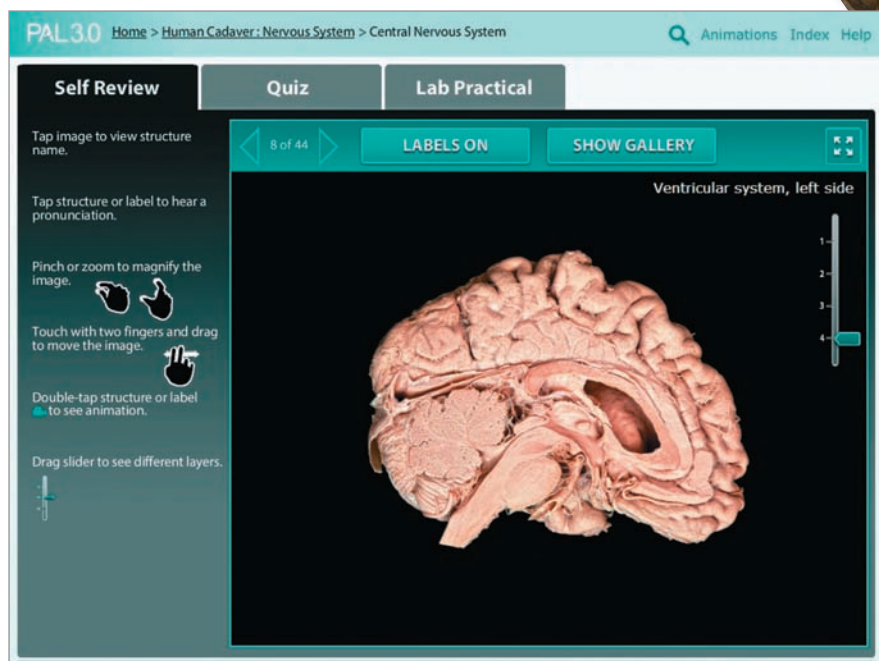 PAL 3.0 Home > Human Cadaver : Nervous System > Central Nervous System
Animations Index Help
Self Review
Quiz
Lab Practical
Tap image to view structure
name.
Tap structure or label to hear a
pronunciation.
Pinch or zoom to magnify the
image.
Touch with two fingers and drag
to move the image.
Double-tap structure or label
to see animation.
Drag slider to see different layers.
8 of 44
LABELS ON
SHOW GALLERY
Ventricular system, left side
1
2
3
4